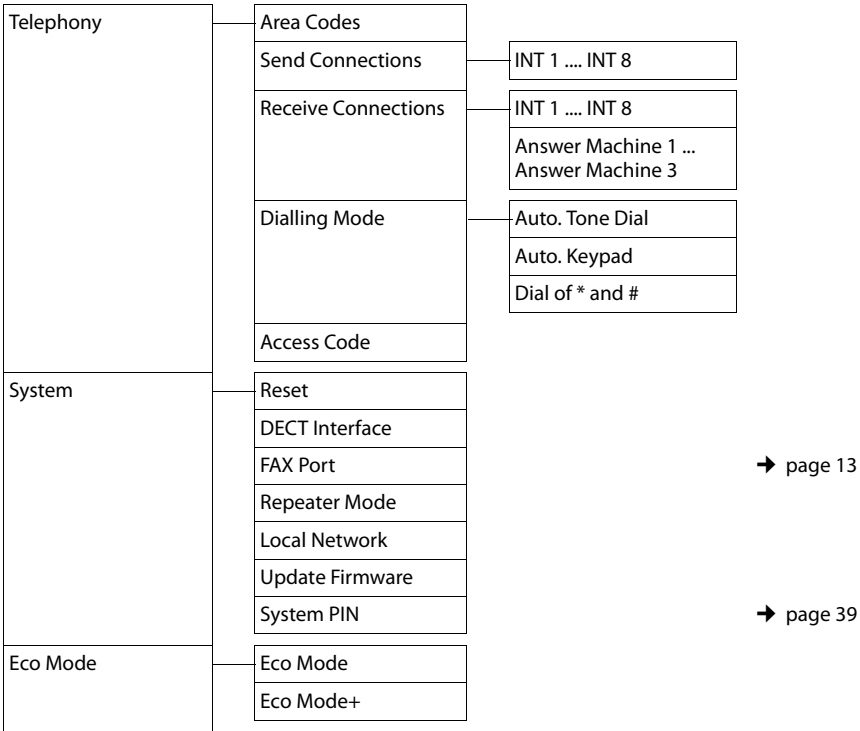 Telephony
Area Codes
Send Connections
INT 1 .... INT 8
Receive Connections
INT 1 .... INT 8
Answer Machine 1 ...
Answer Machine 3
Dialling Mode
Auto. Tone Dial
Auto. Keypad
Dial of * and #
Access Code
System
Reset
DECT Interface
FAX Port
➔ page 13
Repeater Mode
Local Network
Update Firmware
System PIN
➔ page 39
Eco Mode
Eco Mode
Eco Mode+